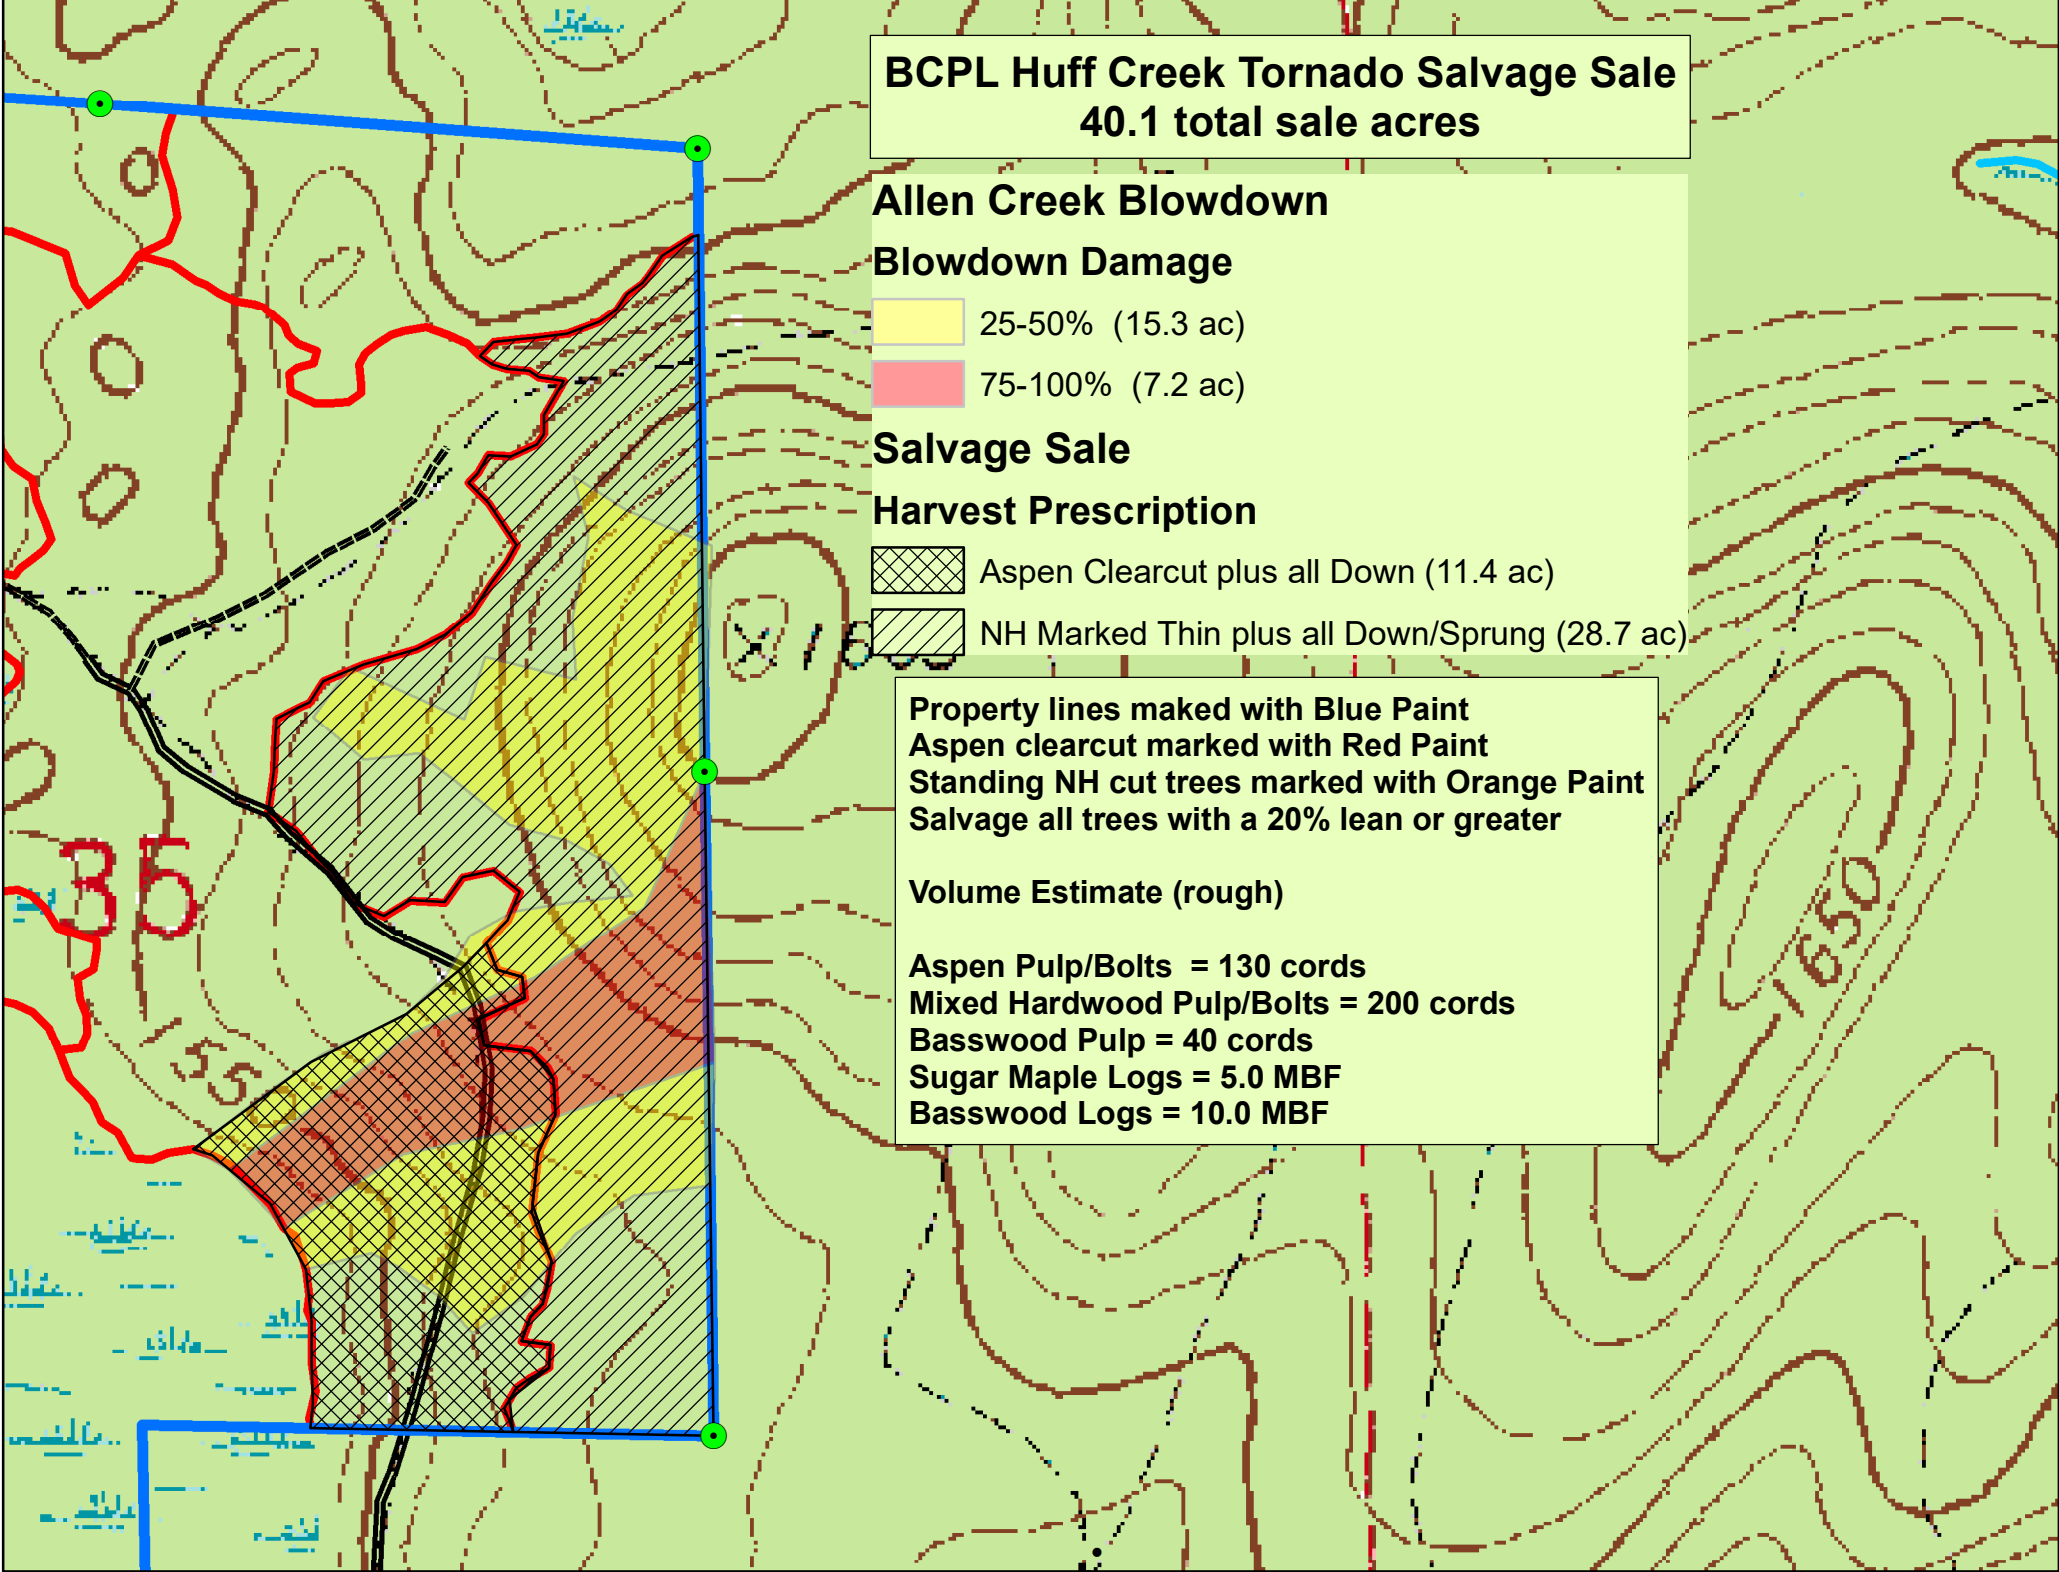 BCPL Huff Creek Tornado Salvage Sale
40.1 total sale acres
Allen Creek Blowdown
Blowdown Damage
25-50%  (15.3 ac)
75-100%  (7.2 ac)
Salvage Sale
Harvest Prescription
Aspen Clearcut plus all Down (11.4 ac)
NH Marked Thin plus all Down/Sprung (28.7 ac)
Property lines maked with Blue Paint
Aspen clearcut marked with Red Paint
Standing NH cut trees marked with Orange Paint
Salvage all trees with a 20% lean or greater
Volume Estimate (rough)
Aspen Pulp/Bolts  = 130 cords
Mixed Hardwood Pulp/Bolts = 200 cords
Basswood Pulp = 40 cords
Sugar Maple Logs = 5.0 MBF
Basswood Logs = 10.0 MBF
35
1550
1650